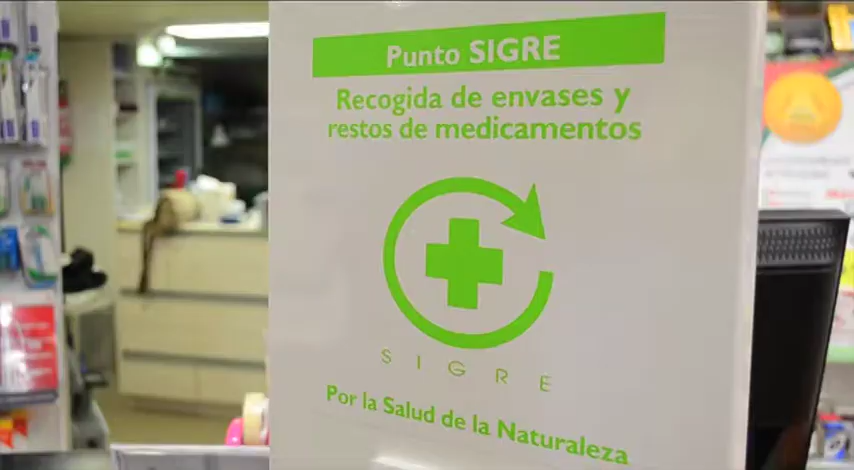 Punto SIGRE
Recogida de envases y
restos de medicamentos
SIGRE
Por la Salud de la Naturaleza